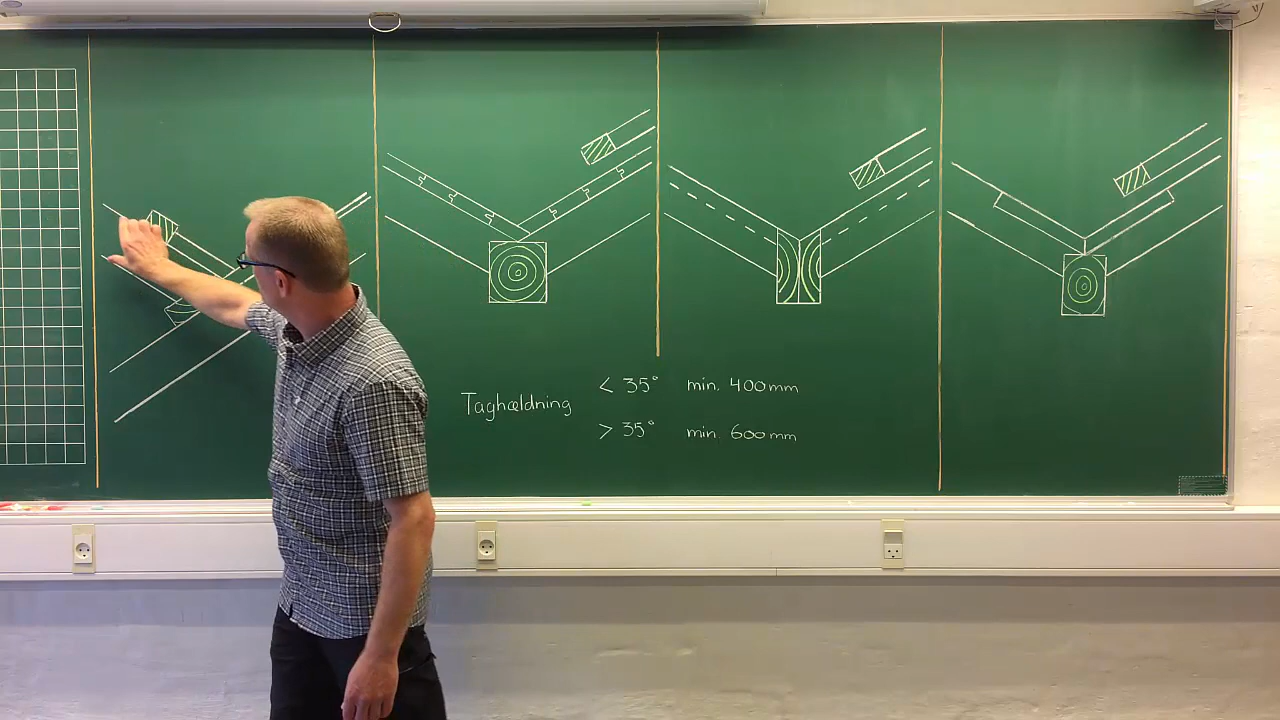 Taghældning
< 35° min. 400mm
> 35° min. 600mm